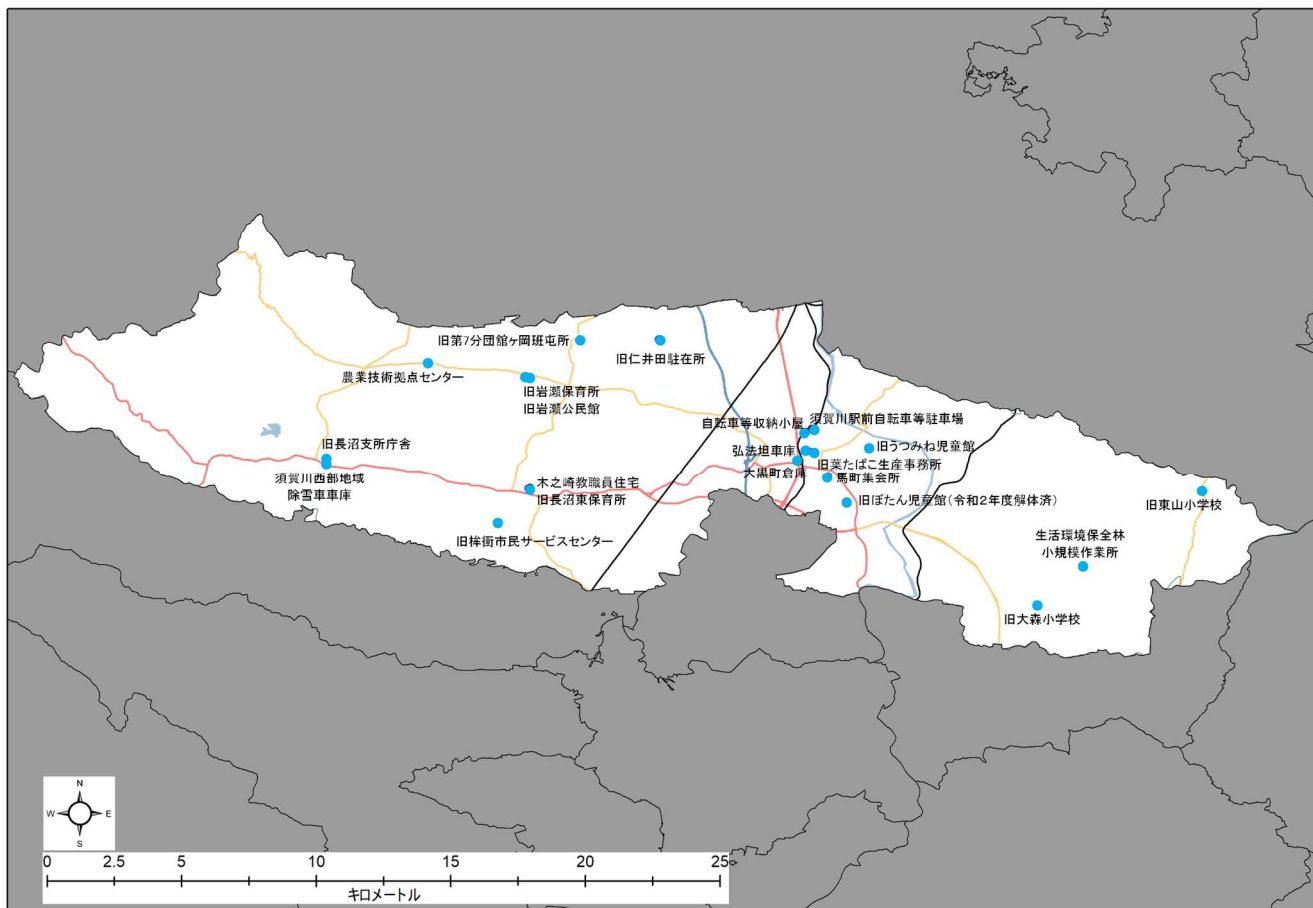 旧第7分団館ヶ岡班屯所
旧仁井田駐在所
農業技術拠点センター
旧岩瀬保育所
旧岩瀬公民館
自転車等収納小屋
須賀川駅前自転車等駐車場
旧長沼支所庁舎
弘法坦車庫
旧うつみね児童館
旧葉たばこ生産事務所
須賀川西部地域
除雪車車庫
大黒町倉庫
馬町集会所
木之崎教職員住宅
旧長沼東保育所
旧ぼたん児童館(令和2年度解体済)
旧東山小学校
旧桙衝市民サービスセンター
生活環境保全林
小規模作業所
旧大森小学校
N
W E
S
0 2.5 5 10 15 20 25
キロメートル